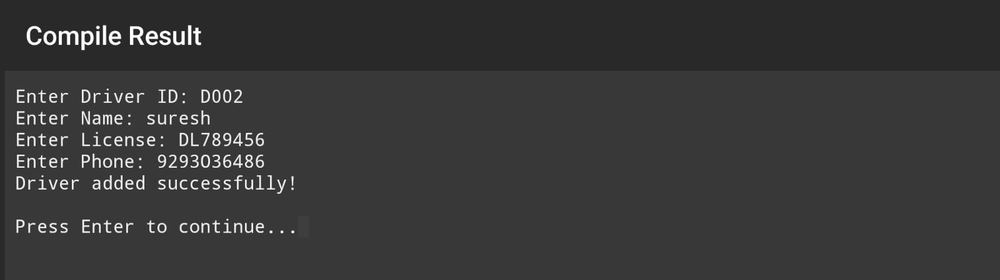 Compile Result
Enter Driver ID: D002
Enter Name: suresh
Enter License: DL789456
Enter Phone: 9293036486
Driver added successfully!
Press Enter to continue...